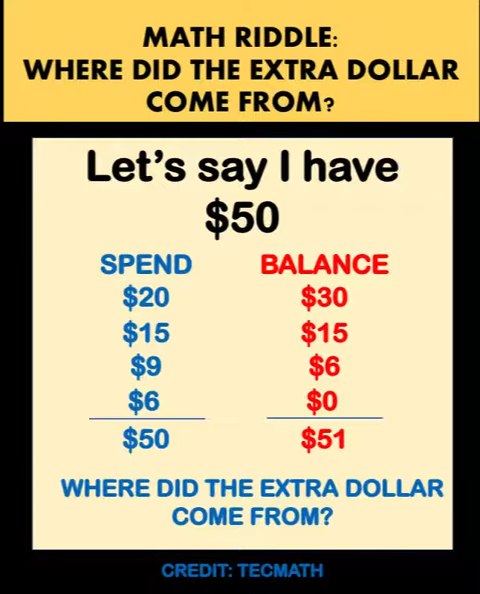 MATH RIDDLE:
WHERE DID THE EXTRA DOLLAR
COME FROM?
Let's say I have
$50
SPEND BALANCE
$20 $30
$15 $15
$9 $6
$6 $0
$50 $51
WHERE DID THE EXTRA DOLLAR
COME FROM?
CREDIT: TECMATH